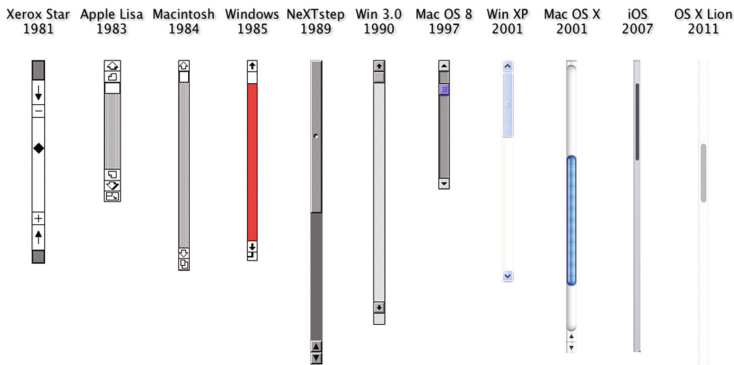 Xerox Star Apple Lisa Macintosh Windows NeXTstep Win 3.0 Mac OS 8 Win XP Mac OS X iOS OS X Lion
1981 1983 1984 1985 1989 1990 1997 2001 2001 2007 2011